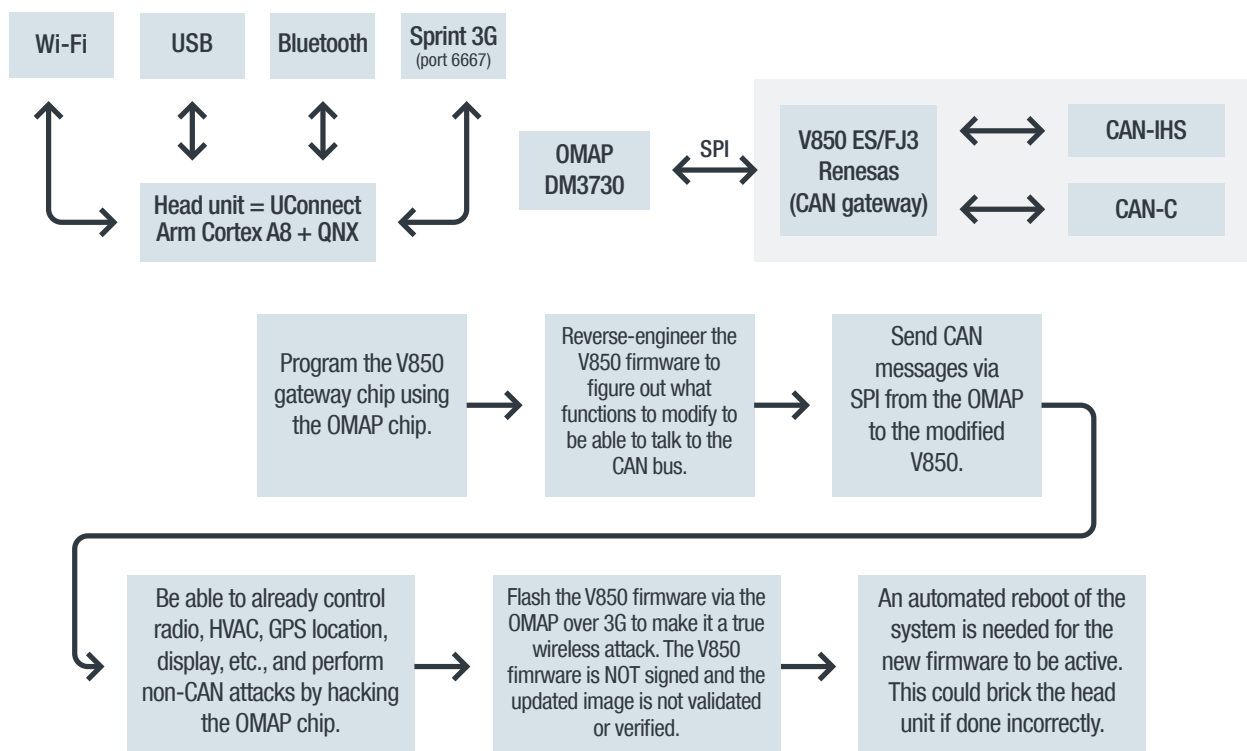 Wi-Fi
USB
Bluetooth
Sprint 3G
(port 6667)
Head unit = UConnect
Arm Cortex A8 + QNX
OMAP
DM3730
SPI
V850 ES/FJ3
Renesas
(CAN gateway)
CAN-IHS
CAN-C
Program the V850
gateway chip using
the OMAP chip.
Reverse-engineer the
V850 firmware to
figure out what
functions to modify to
be able to talk to the
CAN bus.
Send CAN
messages via
SPI from the OMAP
to the modified
V850.
Be able to already control
radio, HVAC, GPS location,
display, etc., and perform
non-CAN attacks by hacking
the OMAP chip.
Flash the V850 firmware via the
OMAP over 3G to make it a true
wireless attack. The V850
fimrware is NOT signed and the
updated image is not validated
or verified.
An automated reboot of the
system is needed for the
new firmware to be active.
This could brick the head
unit if done incorrectly.